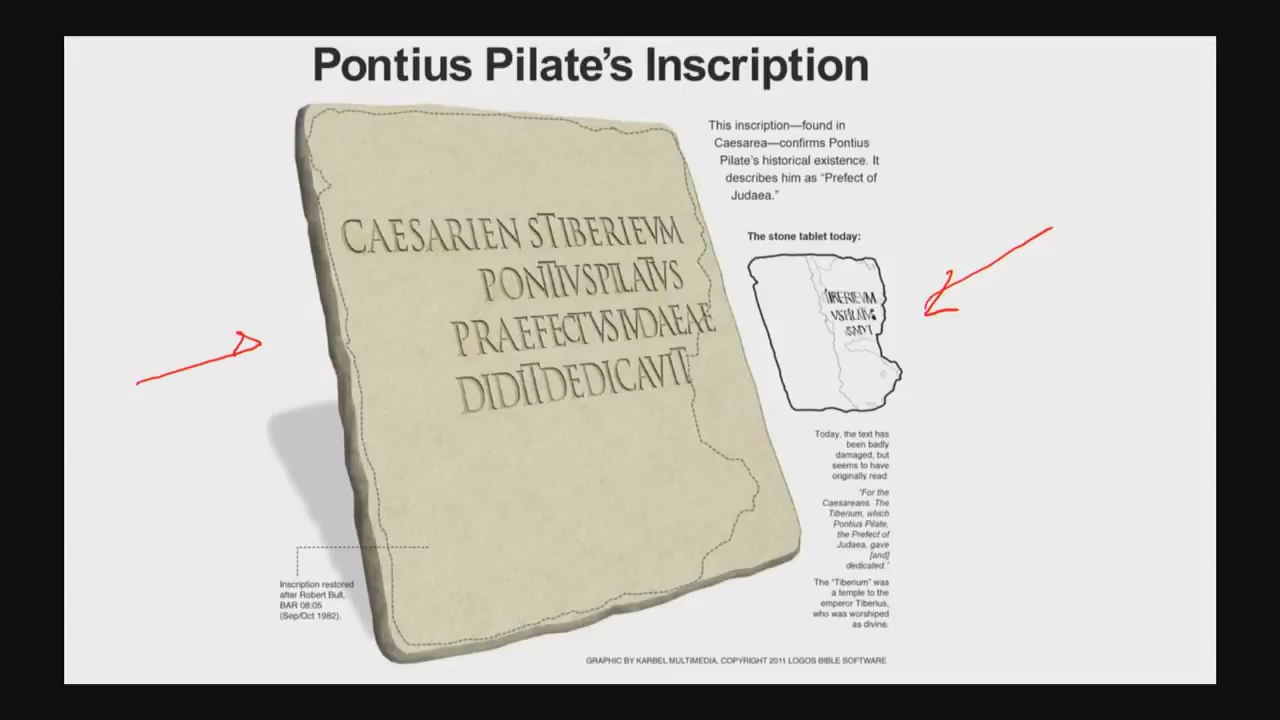 Pontius Pilate's Inscription
This inscription—found in
Caesarea—confirms Pontius
Pilate's historical existence. It
describes him as "Prefect of
Judaea."
CAESARIEN STIBERIEVM
PONTIVSPILATVS
PRAEFECTVSIVDAEAE
DIDITDEDICAVIT
The stone tablet today:
TIBERIEVM
VSPILATVS
Today, the text has
been badly
damaged, but
seems to have
originally read:
"For the
Caesareans. The
Tiberium, which
Pontius Pilate,
the Prefect of
Judaea, gave
[and]
dedicated."
The "Tiberium" was
a temple to the
emperor Tiberius,
who was worshiped
as divine.
Inscription restored
after Robert Bull,
BAR 08:05
(Sep/Oct 1982).
GRAPHIC BY KARBEL MULTIMEDIA, COPYRIGHT 2011 LOGOS BIBLE SOFTWARE